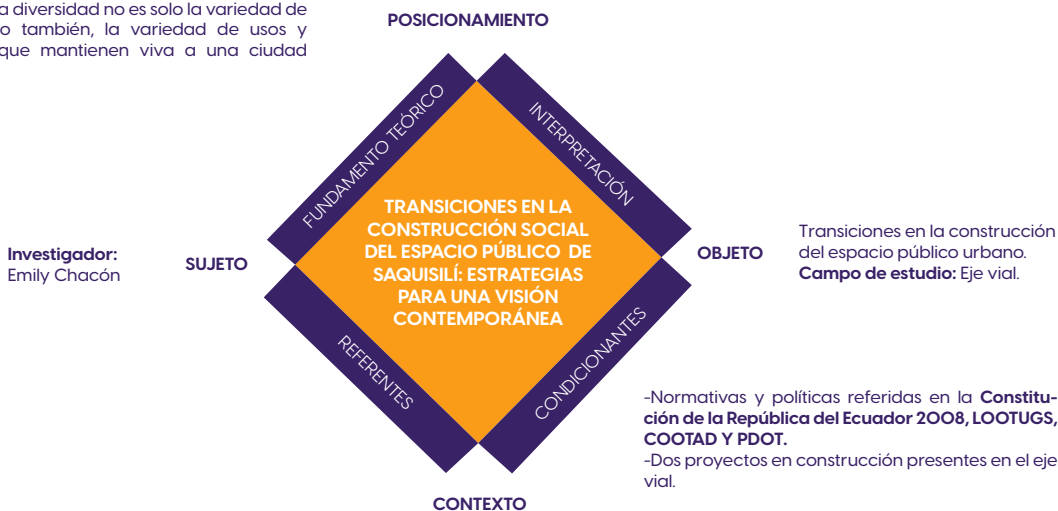 a diversidad no es solo la variedad de
o también, la variedad de usos y
que mantienen viva a una ciudad
POSICIONAMIENTO
FUNDAMENTO TEÓRICO
INTERPRETACIÓN
TRANSICIONES EN LA
CONSTRUCCIÓN SOCIAL
DEL ESPACIO PÚBLICO DE
SAQUISILÍ: ESTRATEGIAS
PARA UNA VISIÓN
CONTEMPORÁNEA
Investigador:
Emily Chacón
SUJETO
OBJETO
Transiciones en la construcción
del espacio público urbano.
Campo de estudio: Eje vial.
REFERENTES
CONDICIONANTES
-Normativas y políticas referidas en la Constitu-
ción de la República del Ecuador 2008, LOOTUGS,
COOTAD Y PDOT.
-Dos proyectos en construcción presentes en el eje
vial.
CONTEXTO